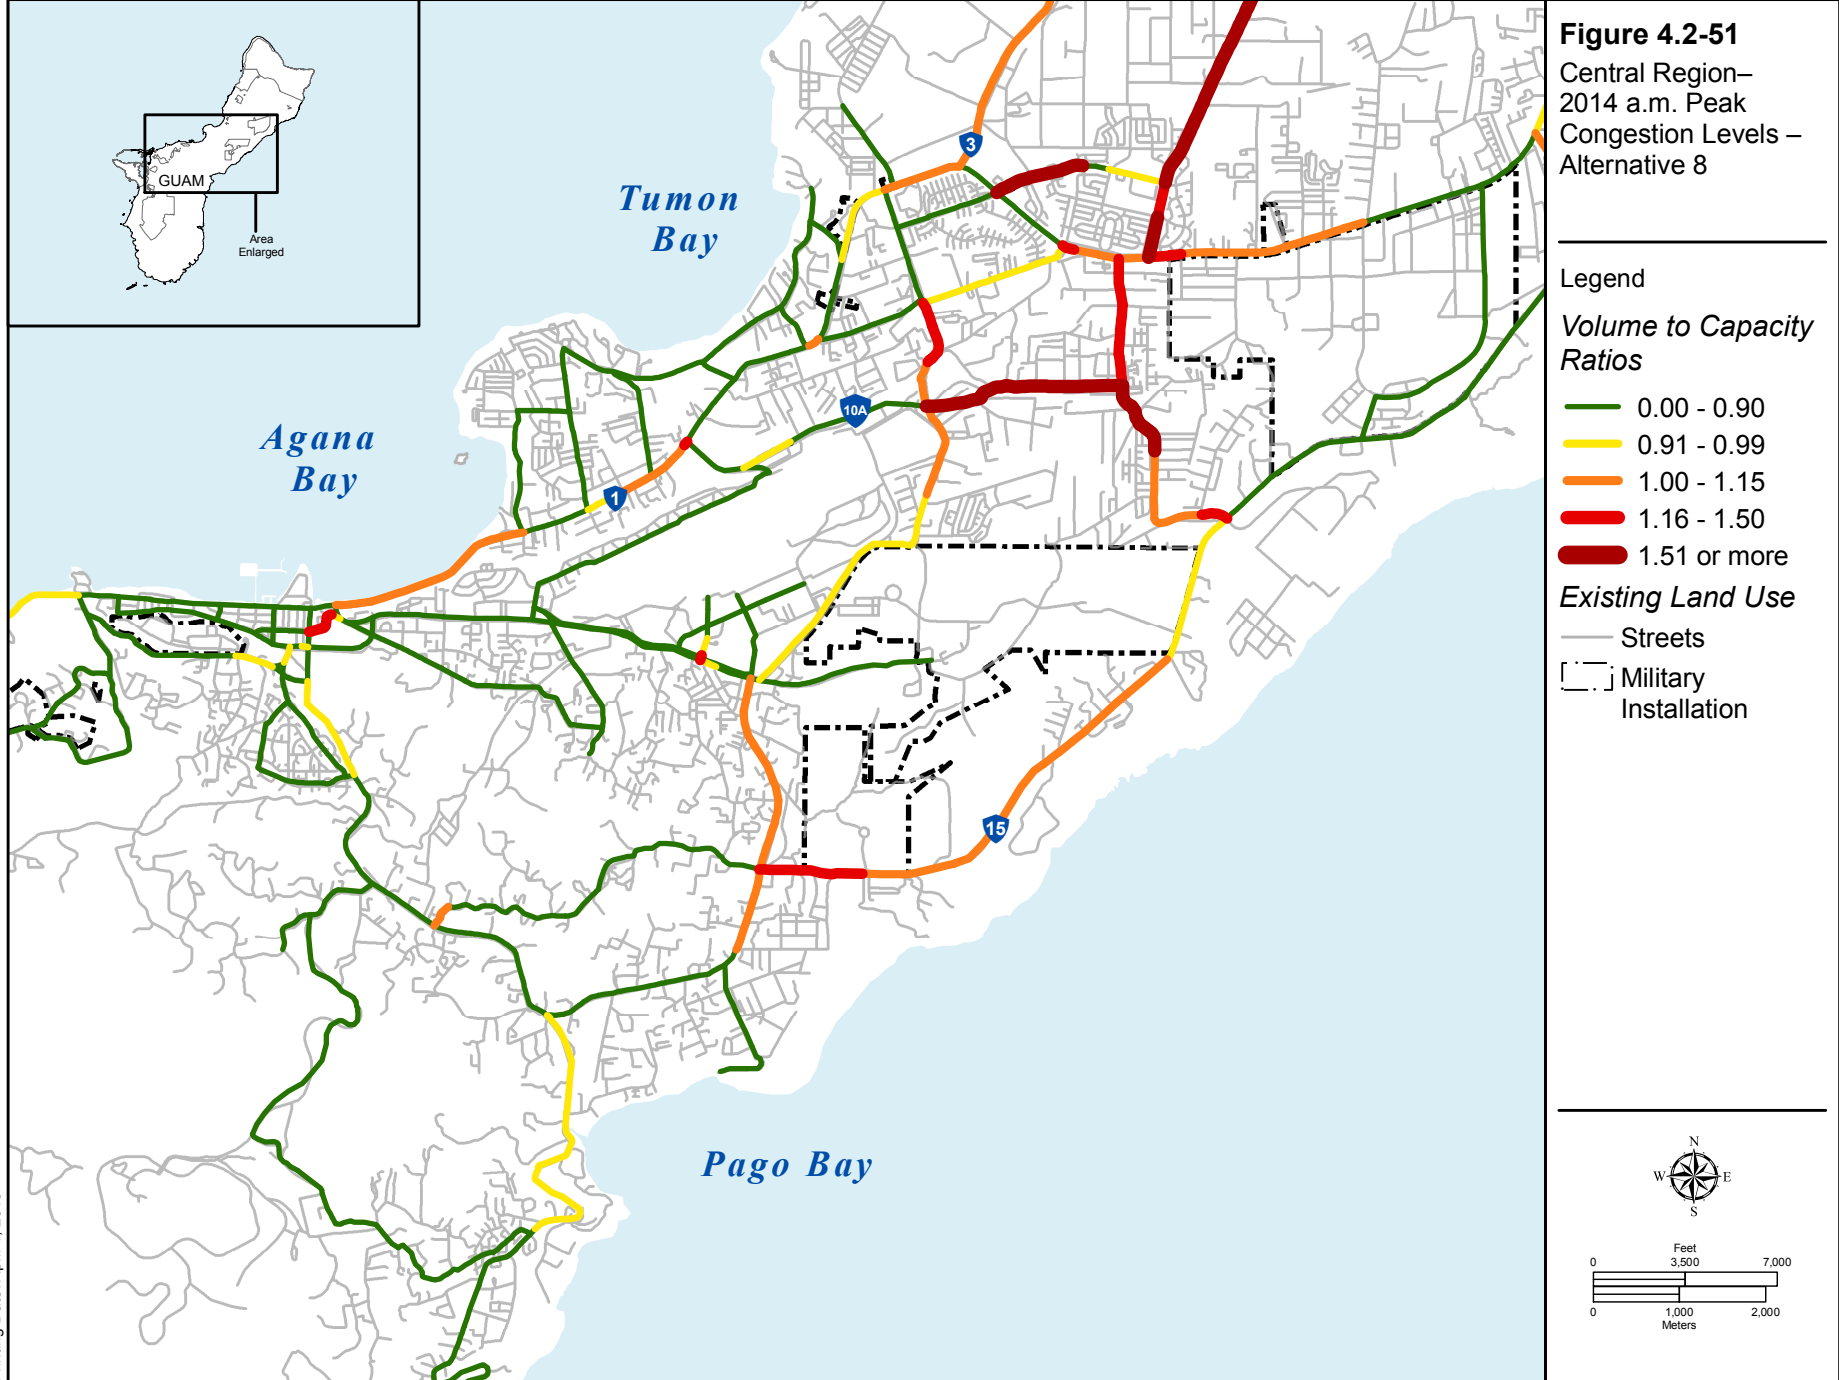 Figure 4.2-51
Central Region–
2014 a.m. Peak
Congestion Levels –
Alternative 8
Legend
Volume to Capacity
Ratios
0.00 - 0.90
0.91 - 0.99
1.00 - 1.15
1.16 - 1.50
1.51 or more
Existing Land Use
Streets
Military
Installation
N
W E
S
Feet
0 3,500 7,000
0 1,000 2,000
Meters
GUAM
Area
Enlarged
Tumon
Bay
Agana
Bay
Pago Bay
3
10A
1
15